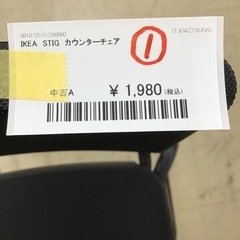 0910/2537/200000
ITJDAZZ36AVO
IKEA STIG カウンターチェア
①
中古A ¥1,980(税込)